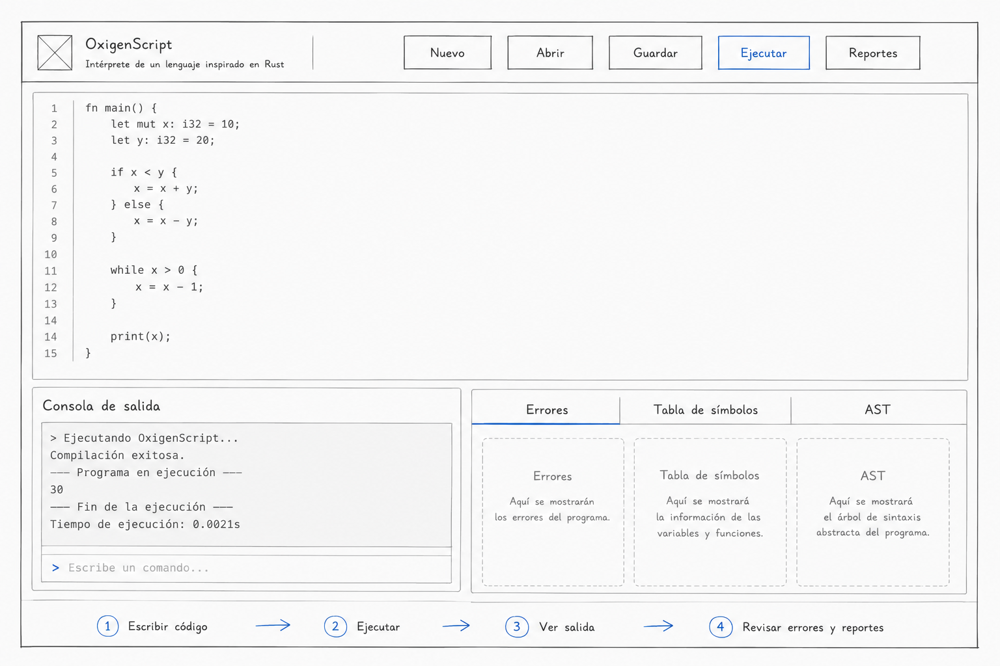 OxigenScript
Intérprete de un lenguaje inspirado en Rust
Nuevo
Abrir
Guardar
Ejecutar
Reportes
1 fn main() {
2 let mut x: i32 = 10;
3 let y: i32 = 20;
4
5 if x < y {
6 x = x + y;
7 } else {
8 x = x − y;
9 }
10
11 while x > 0 {
12 x = x − 1;
13 }
14
14 print(x);
15 }
Consola de salida
> Ejecutando OxigenScript...
Compilación exitosa.
––– Programa en ejecución –––
30
––– Fin de la ejecución –––
Tiempo de ejecución: 0.0021s
> Escribe un comando...
Errores
Tabla de símbolos
AST
Errores
Aquí se mostrarán
los errores del programa.
Tabla de símbolos
Aquí se mostrará
la información de las
variables y funciones.
AST
Aquí se mostrará
el árbol de sintaxis
abstracta del programa.
1 Escribir código
2 Ejecutar
3 Ver salida
4 Revisar errores y reportes